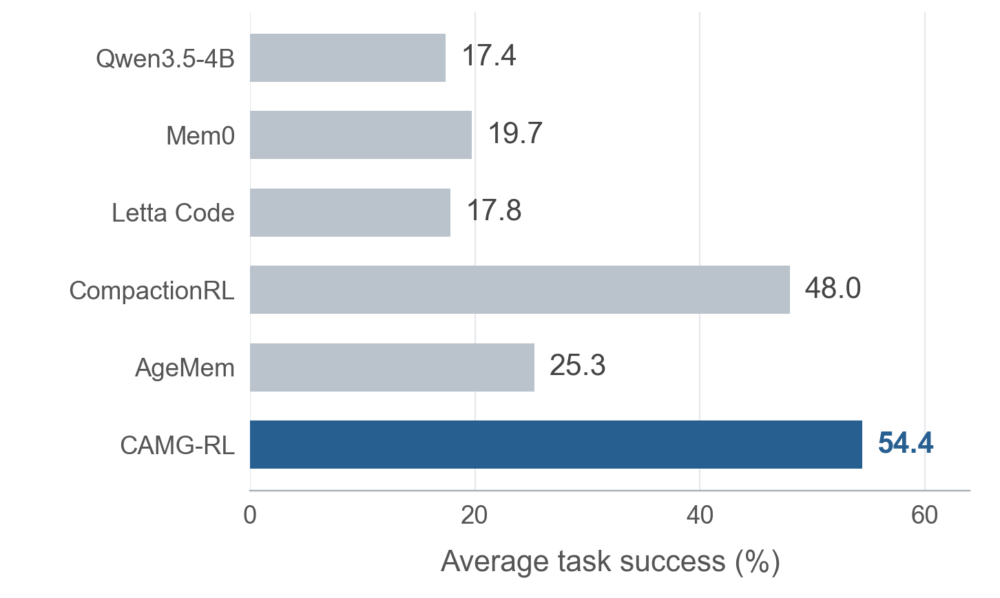 Qwen3.5-4B 17.4
Mem0 19.7
Letta Code 17.8
CompactionRL 48.0
AgeMem 25.3
CAMG-RL 54.4
0 20 40 60
Average task success (%)